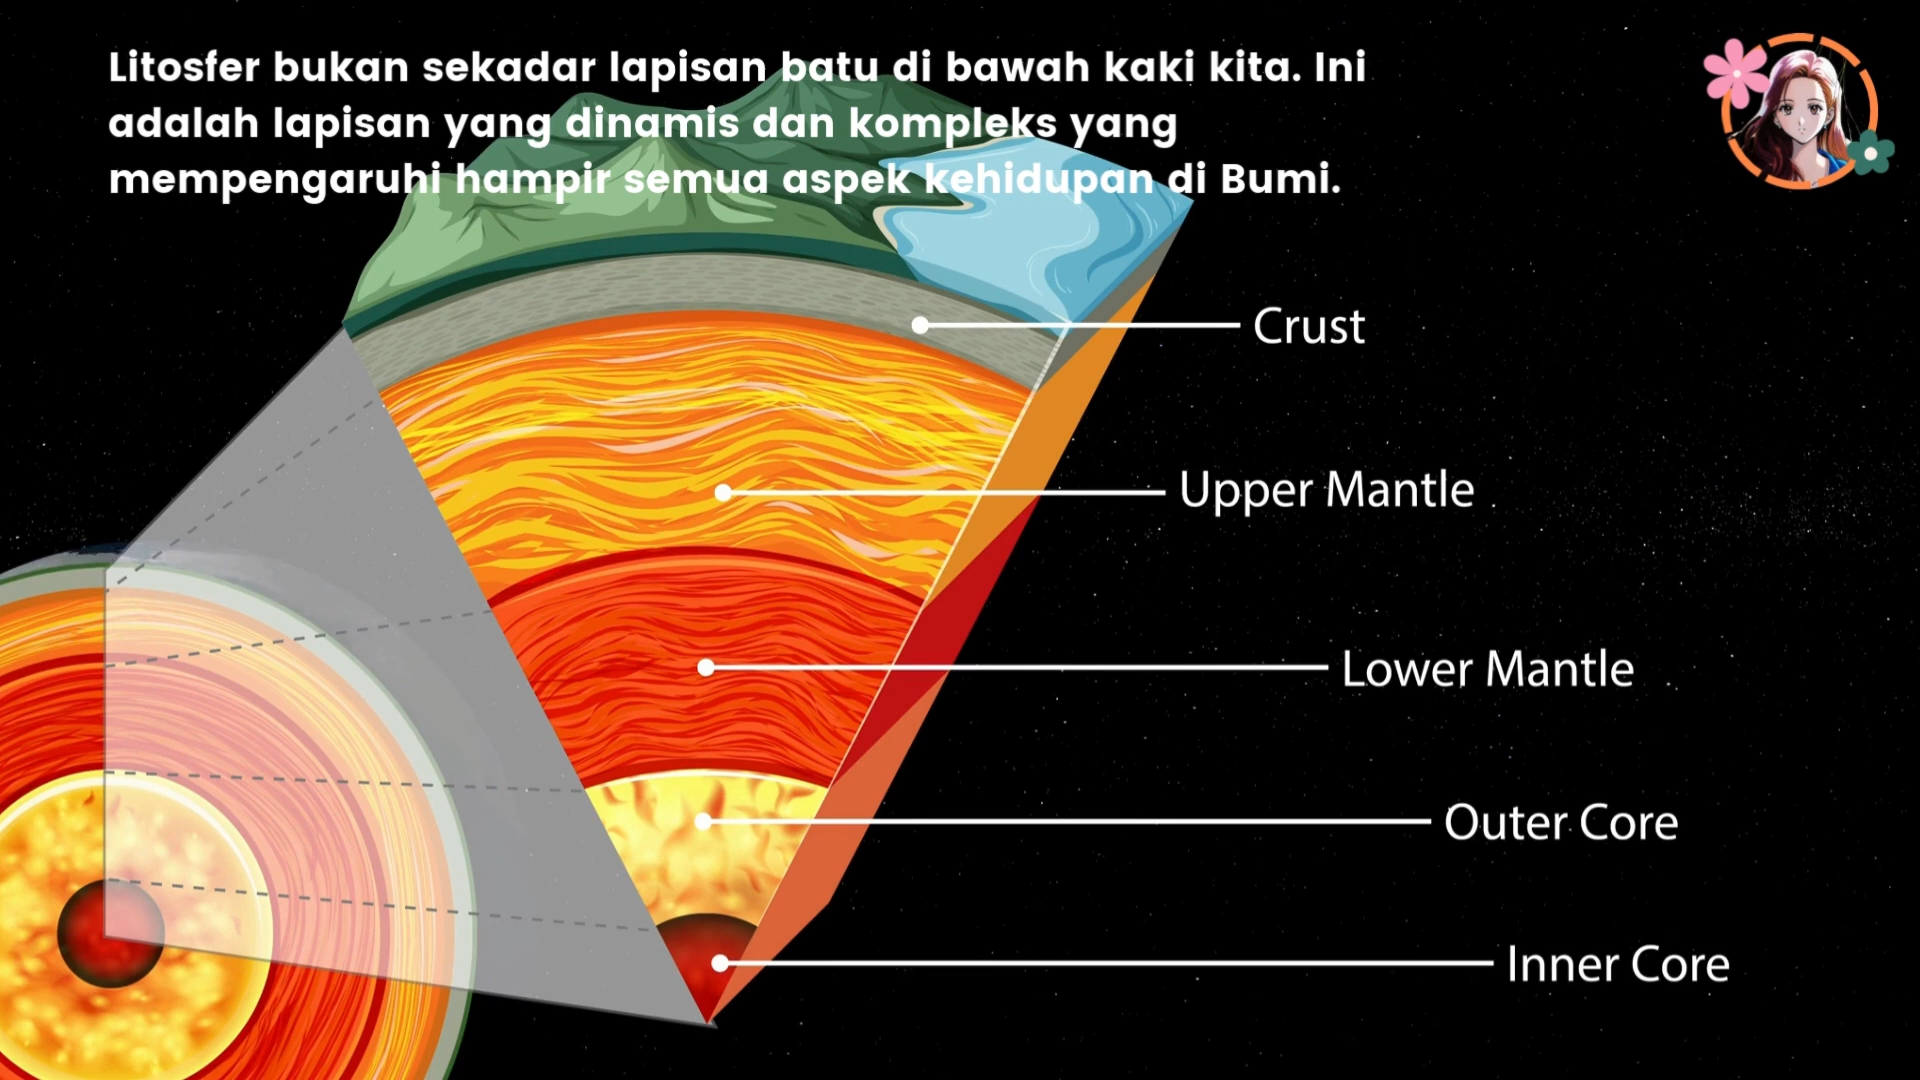 Litosfer bukan sekadar lapisan batu di bawah kaki kita. Ini
adalah lapisan yang dinamis dan kompleks yang
mempengaruhi hampir semua aspek kehidupan di Bumi.
Crust
Upper Mantle
Lower Mantle
Outer Core
Inner Core